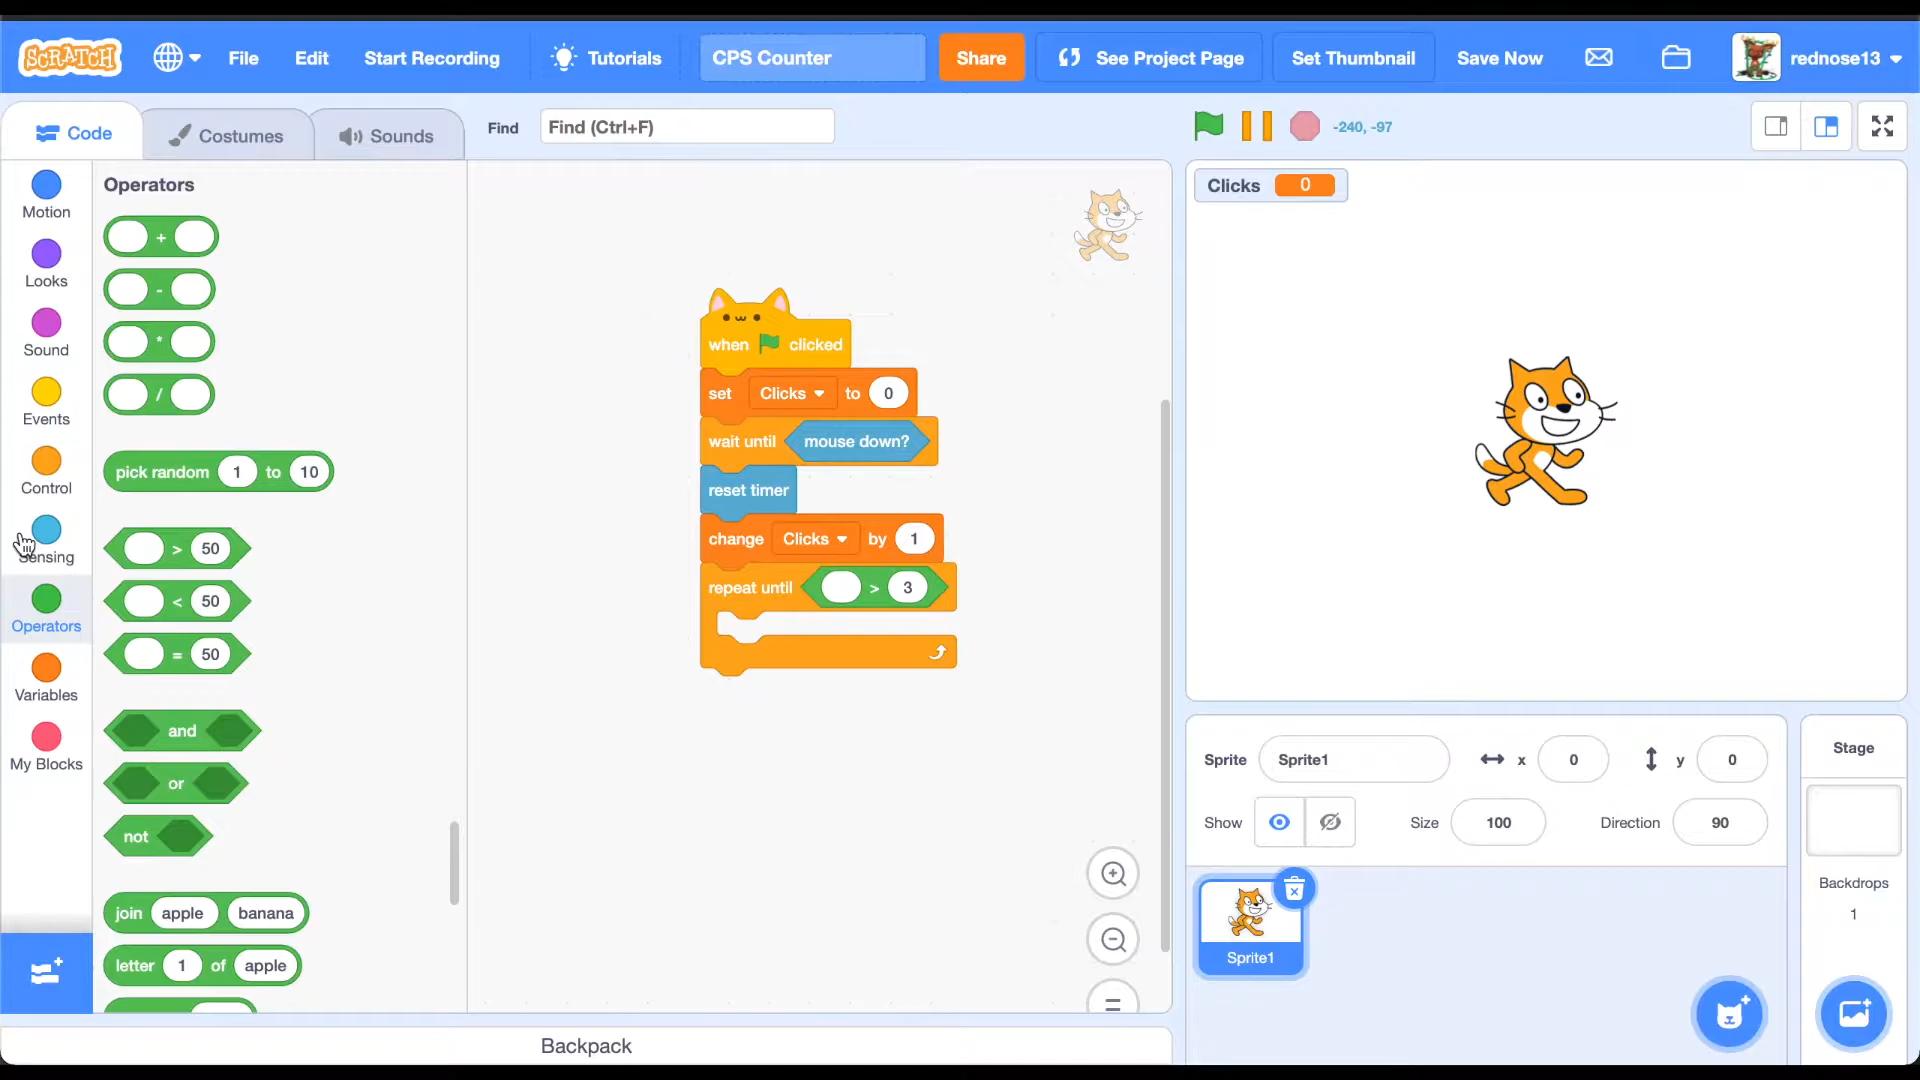 SCRATCH File Edit Start Recording Tutorials CPS Counter Share See Project Page Set Thumbnail Save Now rednose13
Code Costumes Sounds Find Find (Ctrl+F) -240, -97
Motion
Looks
Sound
Events
Control
Sensing
Operators
Variables
My Blocks
Operators
+
-
*
/
pick random 1 to 10
> 50
< 50
= 50
and
or
not
join apple banana
letter 1 of apple
when clicked
set Clicks to 0
wait until mouse down?
reset timer
change Clicks by 1
repeat until > 3
Backpack
Clicks 0
Sprite Sprite1 x 0 y 0
Show Size 100 Direction 90
Sprite1
Stage
Backdrops
1